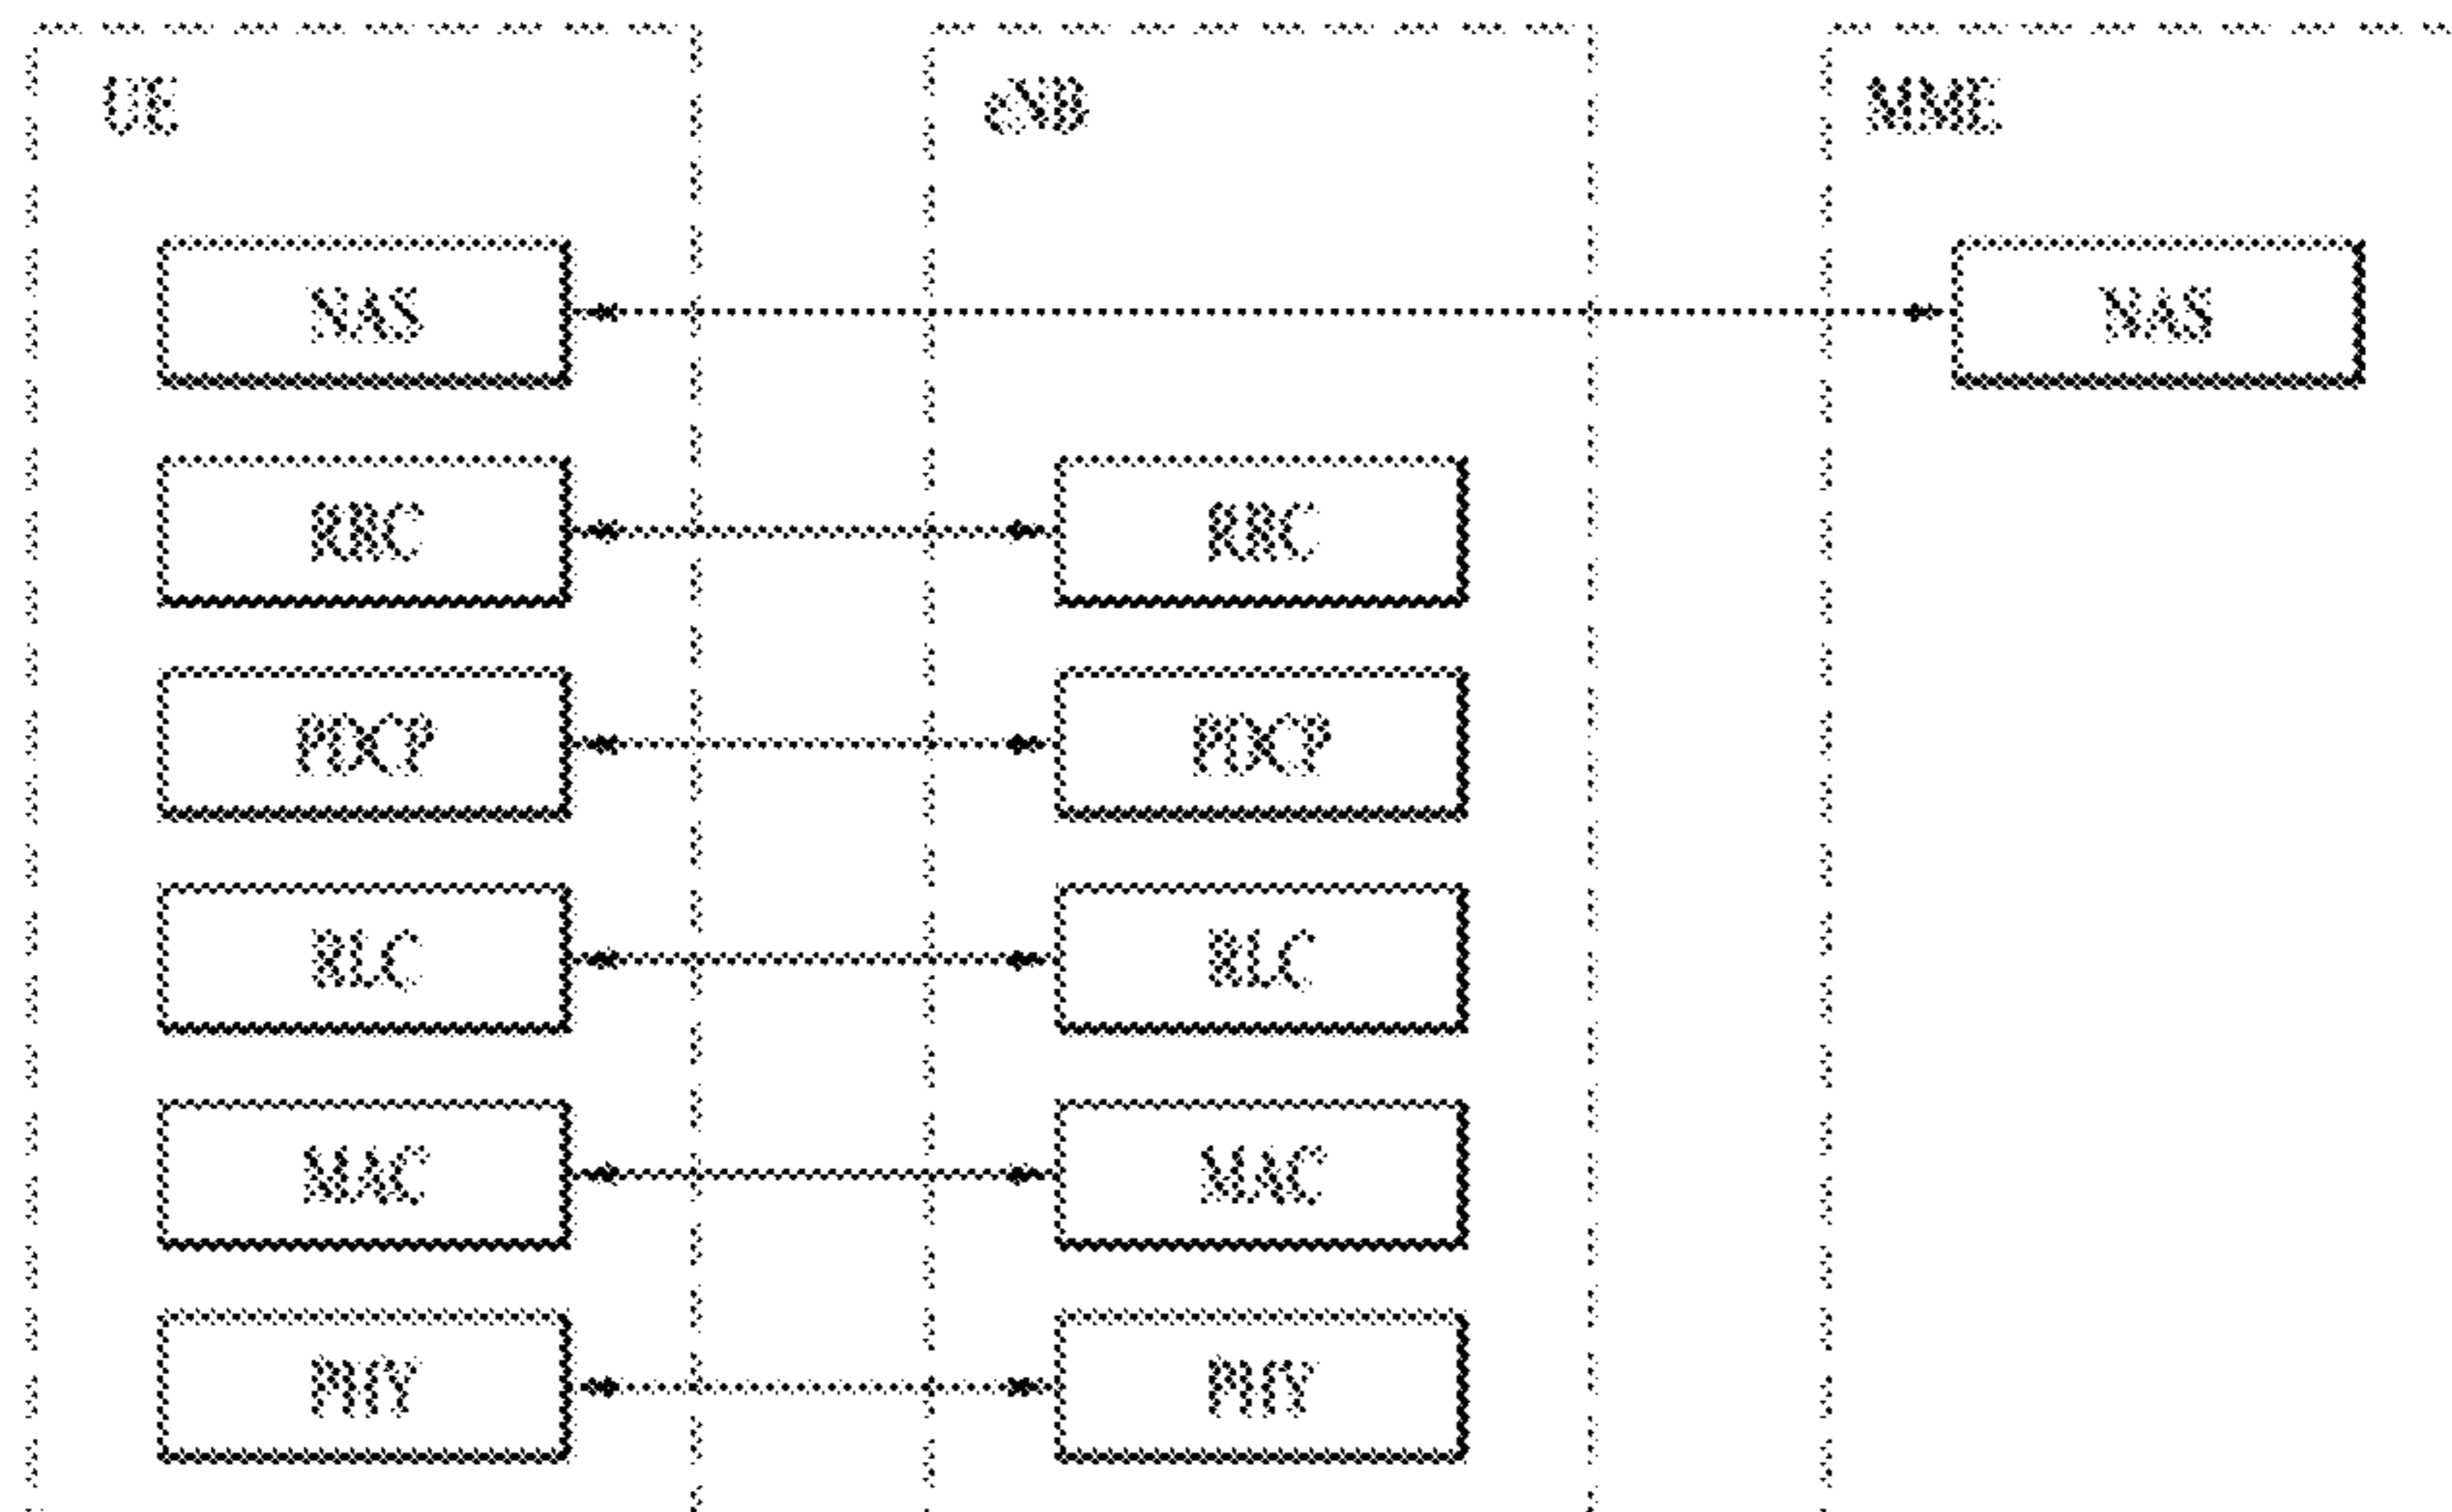 UE eNB MME
NAS NAS
RRC RRC
PDCP PDCP
RLC RLC
MAC MAC
PHY PHY